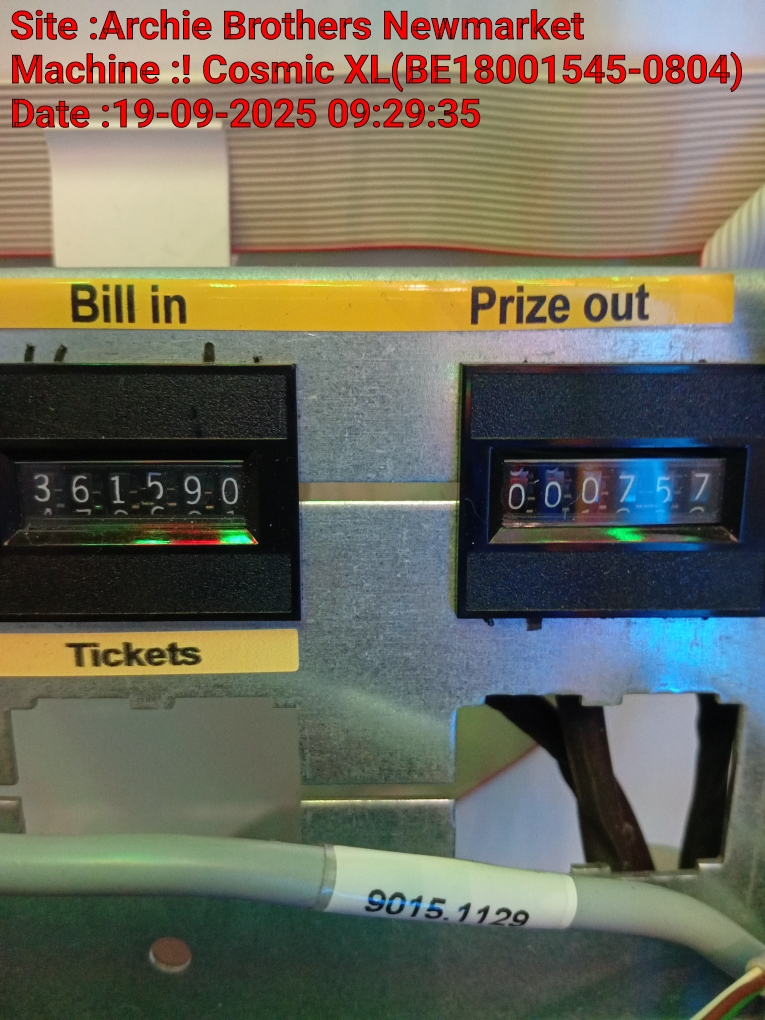 Site :Archie Brothers Newmarket
Machine :! Cosmic XL(BE18001545-0804)
Date :19-09-2025 09:29:35
Bill in
Prize out
361590
000757
Tickets
9015.1129